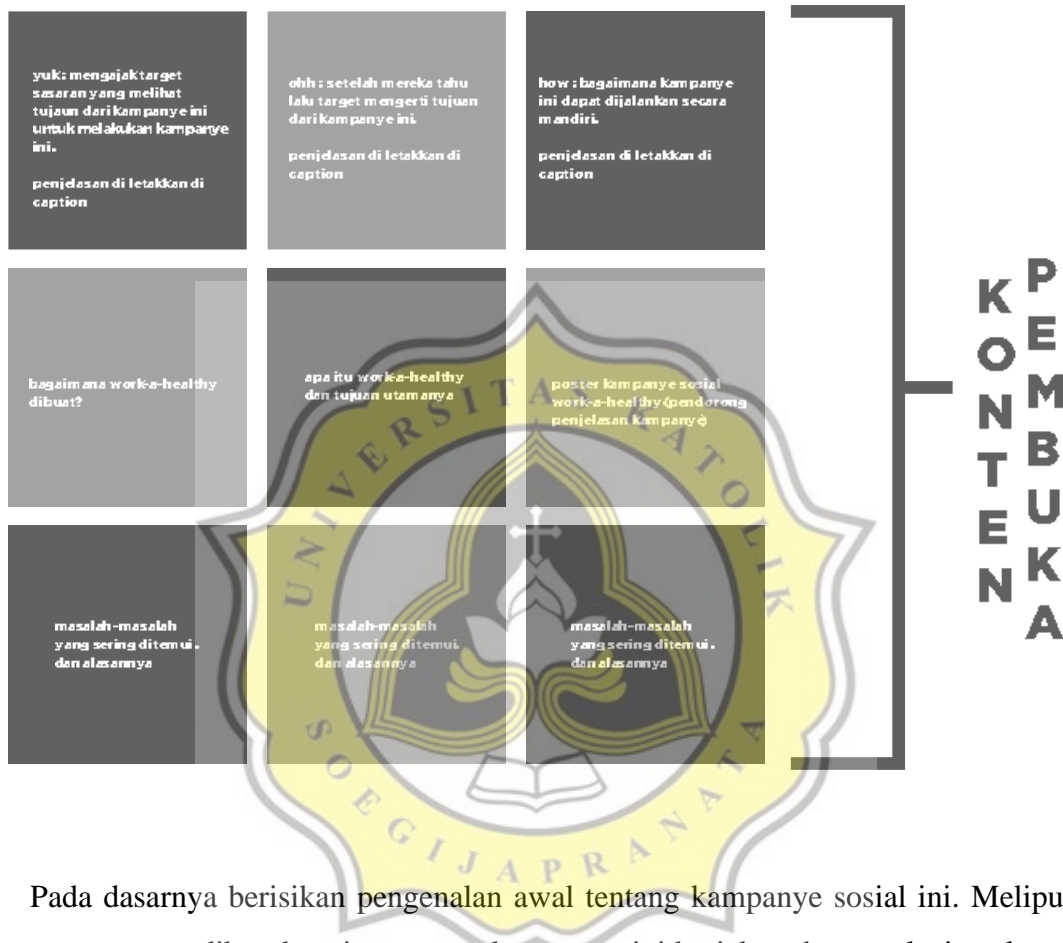 yuk: mengajak target
sasaran yang melihat
tujaun dari kampanye ini
untuk melakukan kampanye
ini.
penjelasan di letakkan di
caption
ohh : setelah mereka tahu
lalu target mengerti tujuan
dari kampanye ini.
penjelasan di letakkan di
caption
how : bagaimana kampanye
ini dapat dijalankan secara
mandiri.
penjelasan di letakkan di
caption
bagaimana work-a-healthy
dibuat?
apa itu work-a-healthy
dan tujuan utamanya
poster kampanye sosial
work-a-healthy (pendorong
penjelasan kampanye)
masalah-masalah
yang sering ditemui.
dan alasannya
masalah-masalah
yang sering ditemui.
dan alasannya
masalah-masalah
yang sering ditemui.
dan alasannya
KONTEN
PEMBUKA
UNIVERSITAS KATOLIK
SOEGIJAPRANATA
Pada dasarnya berisikan pengenalan awal tentang kampanye sosial ini. Melipu